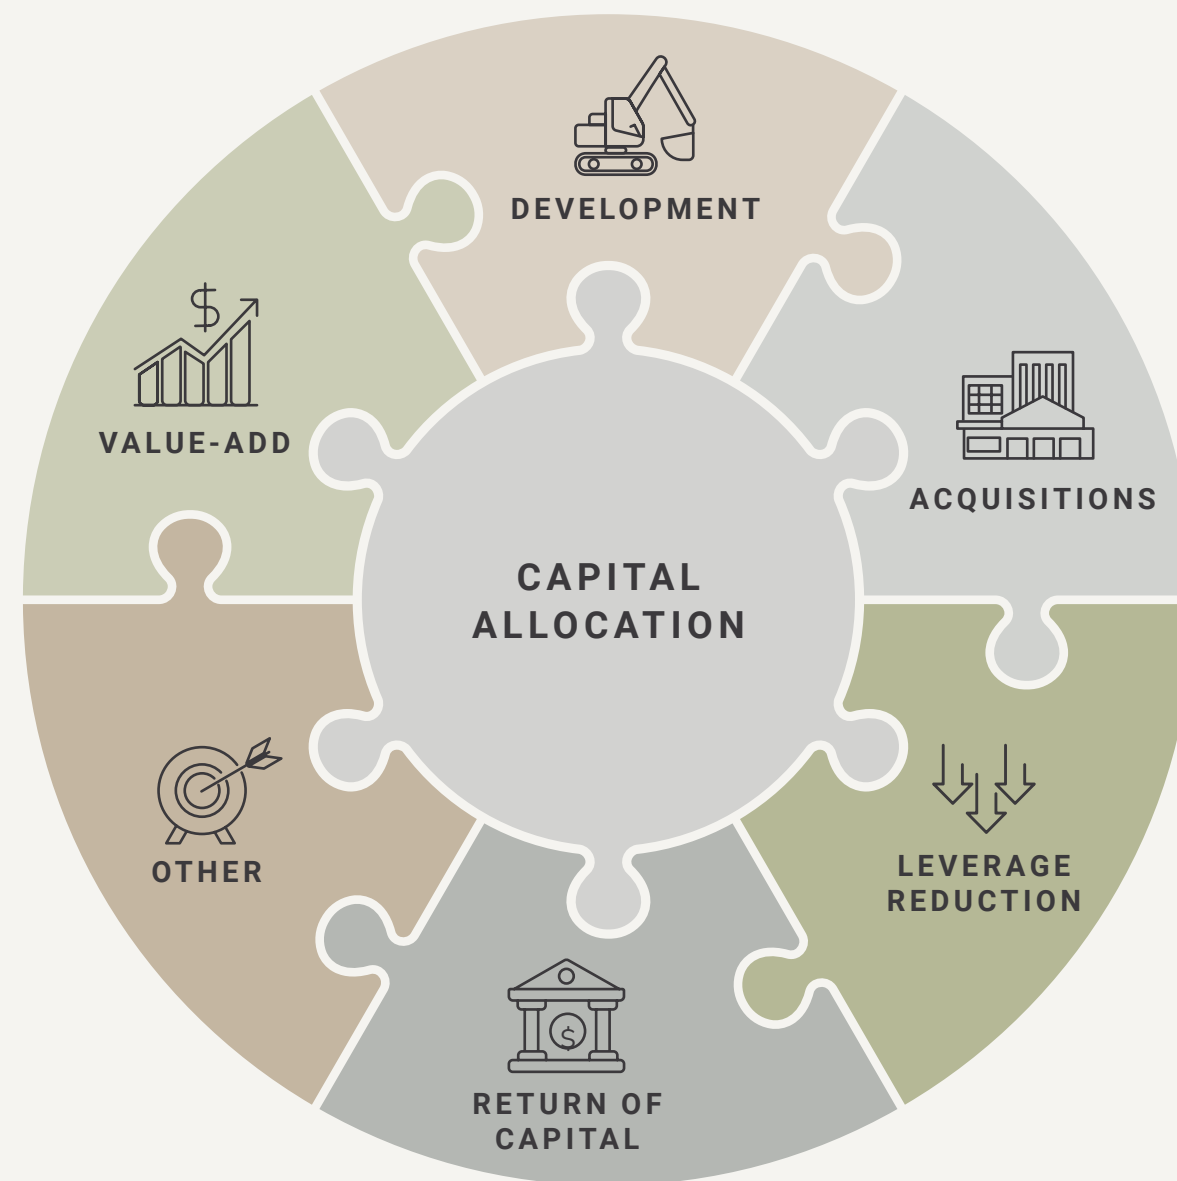 DEVELOPMENT
$
VALUE-ADD
ACQUISITIONS
CAPITAL
ALLOCATION
OTHER
LEVERAGE
REDUCTION
$
RETURN OF
CAPITAL